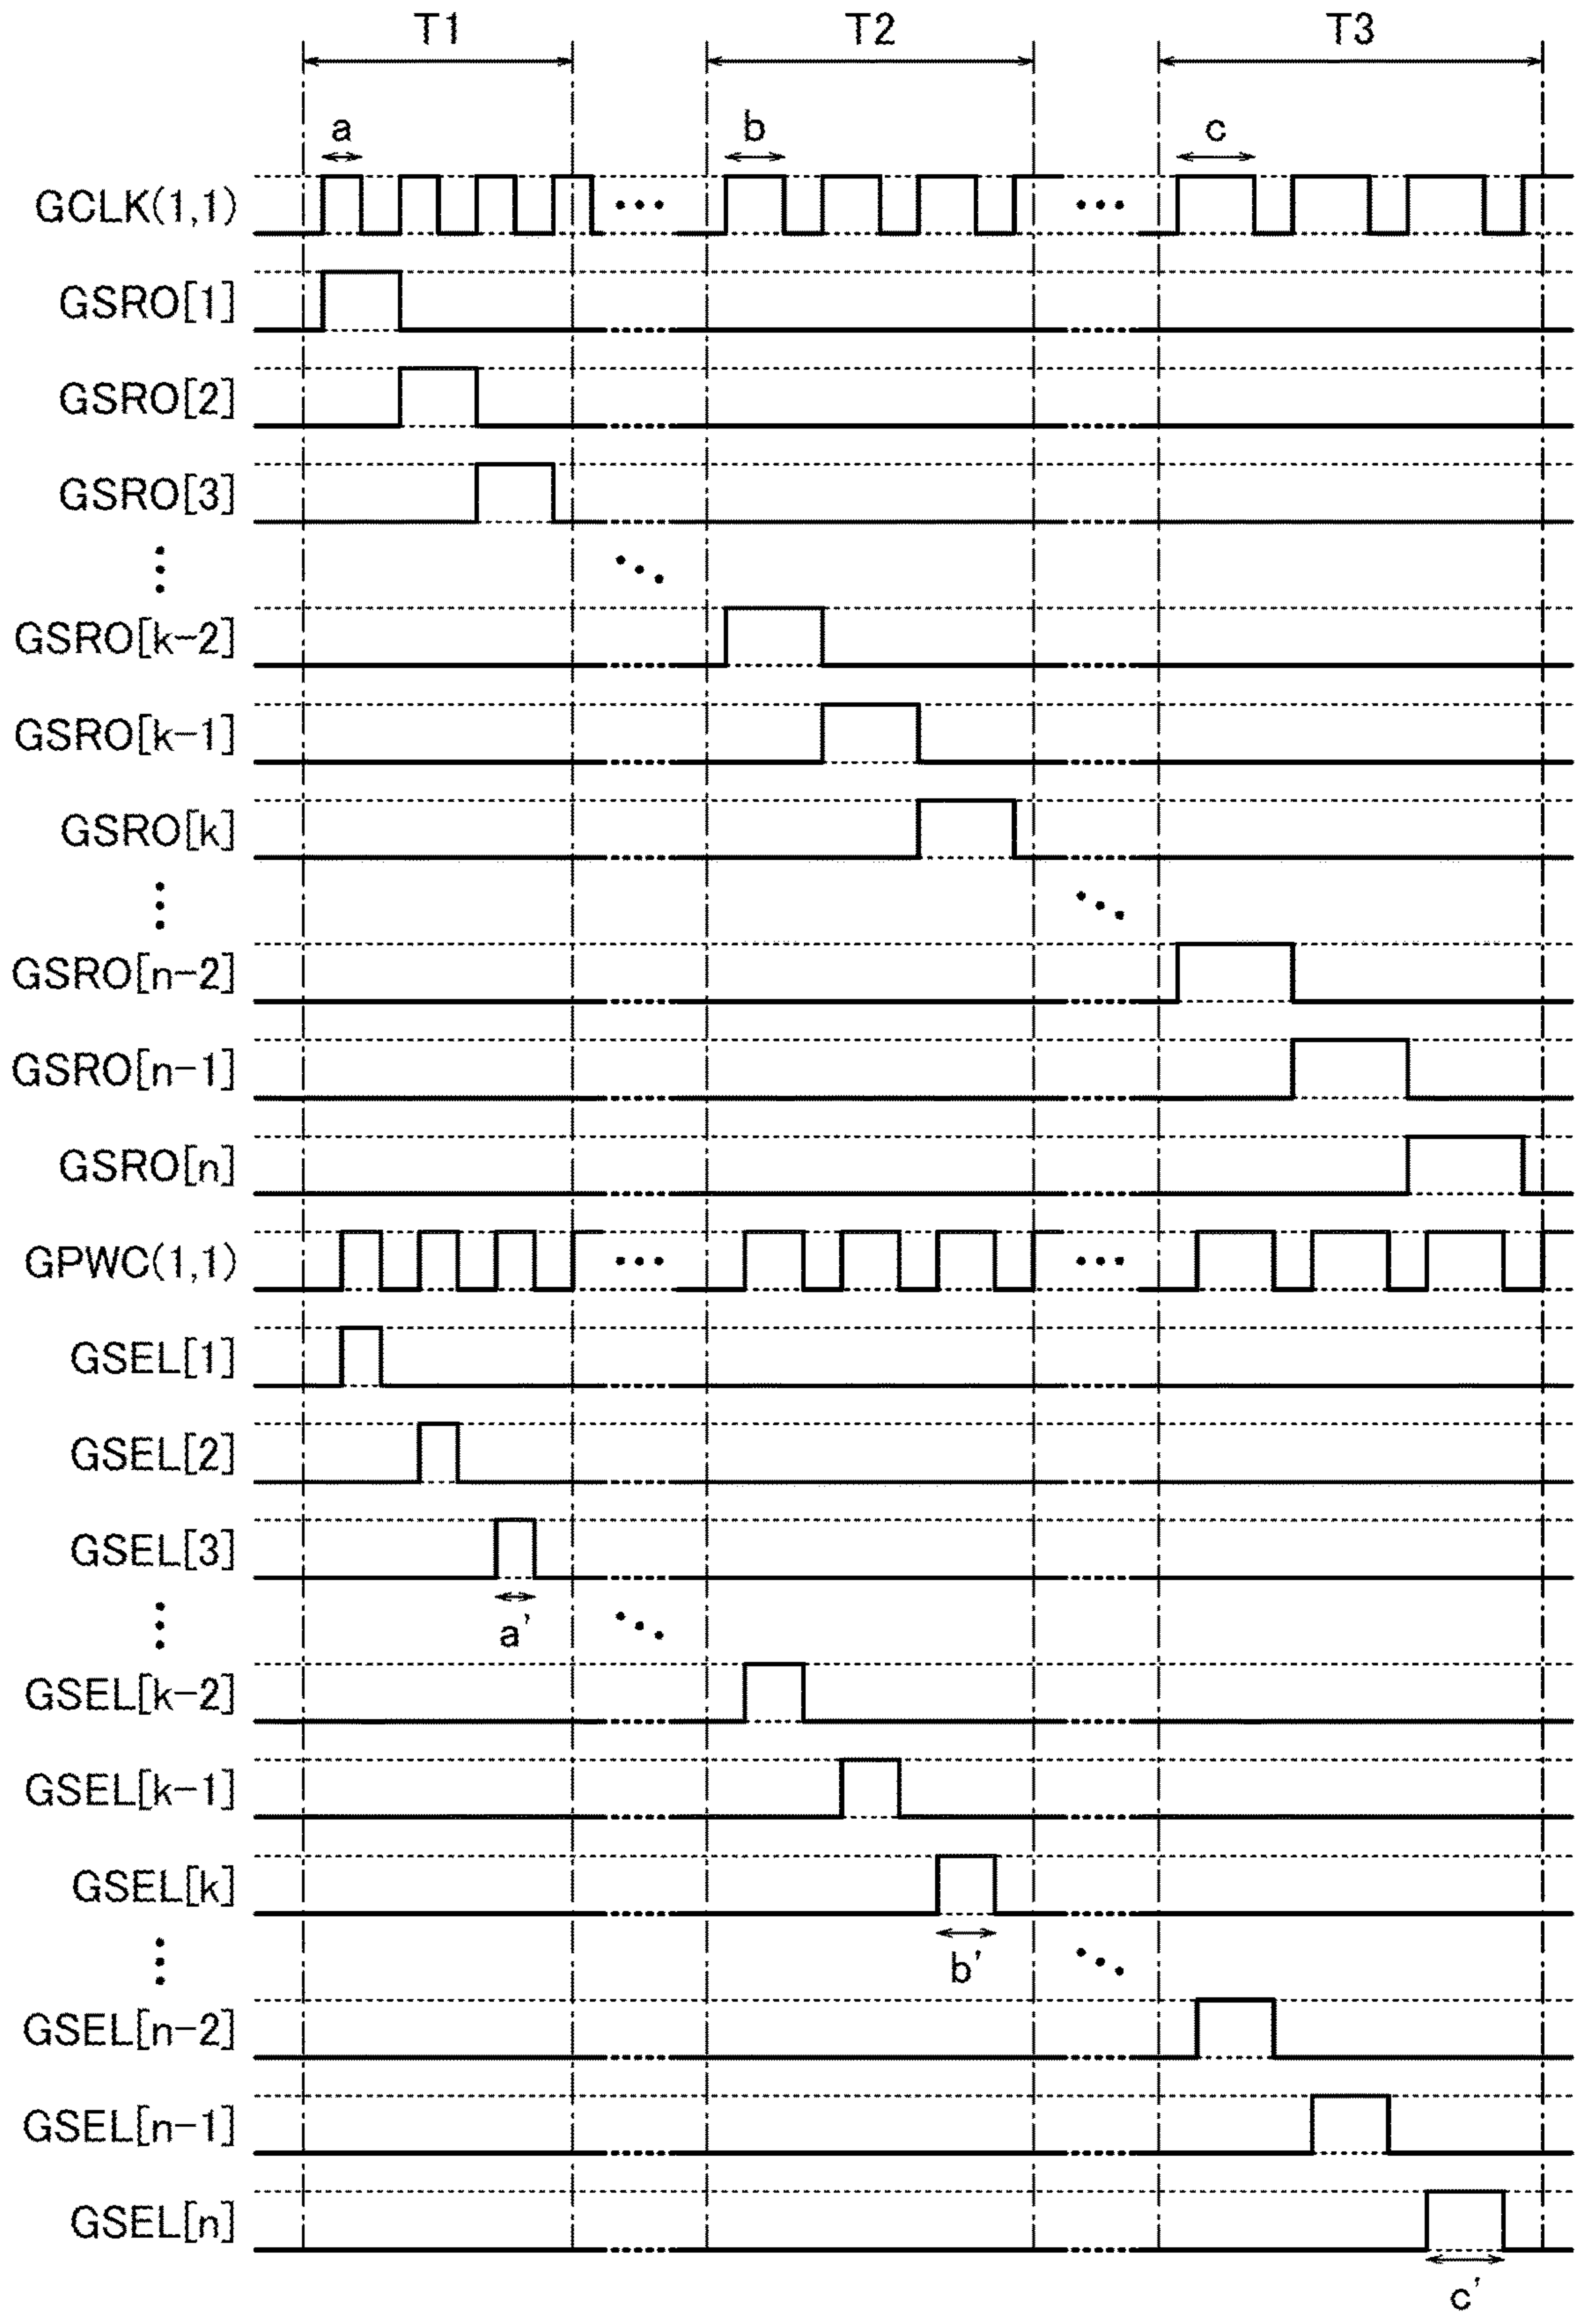 T1 T2 T3
a b c
GCLK(1,1)
GSRO[1]
GSRO[2]
GSRO[3]
GSRO[k-2]
GSRO[k-1]
GSRO[k]
GSRO[n-2]
GSRO[n-1]
GSRO[n]
GPWC(1,1)
GSEL[1]
GSEL[2]
GSEL[3]
a'
GSEL[k-2]
GSEL[k-1]
GSEL[k]
b'
GSEL[n-2]
GSEL[n-1]
GSEL[n]
c'